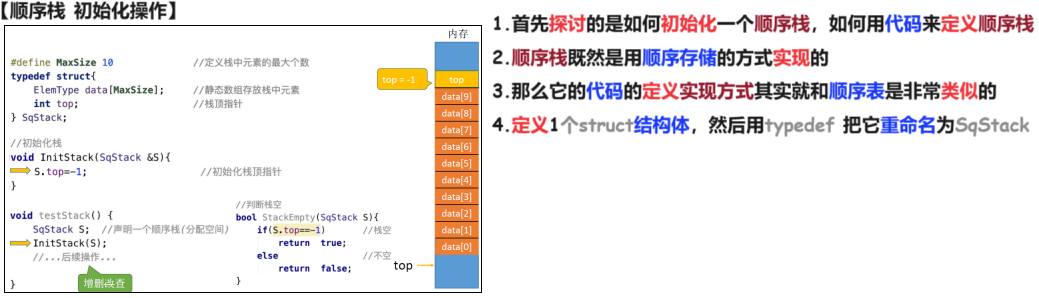 【顺序栈 初始化操作】
#define MaxSize 10 //定义栈中元素的最大个数
typedef struct{
ElemType data[MaxSize]; //静态数组存放栈中元素
int top; //栈顶指针
} SqStack;
//初始化栈
void InitStack(SqStack &S){
S.top=-1; //初始化栈顶指针
}
void testStack() {
SqStack S; //声明一个顺序栈(分配空间)
InitStack(S);
//...后续操作...
}
增删改查
//判断栈空
bool StackEmpty(SqStack S){
if(S.top==-1) //栈空
return true;
else //不空
return false;
}
内存
top = -1
top
data[9]
data[8]
data[7]
data[6]
data[5]
data[4]
data[3]
data[2]
data[1]
data[0]
top
1.首先探讨的是如何初始化一个顺序栈，如何用代码来定义顺序栈
2.顺序栈既然是用顺序存储的方式实现的
3.那么它的代码的定义实现方式其实就和顺序表是非常类似的
4.定义1个struct结构体，然后用typedef 把它重命名为SqStack